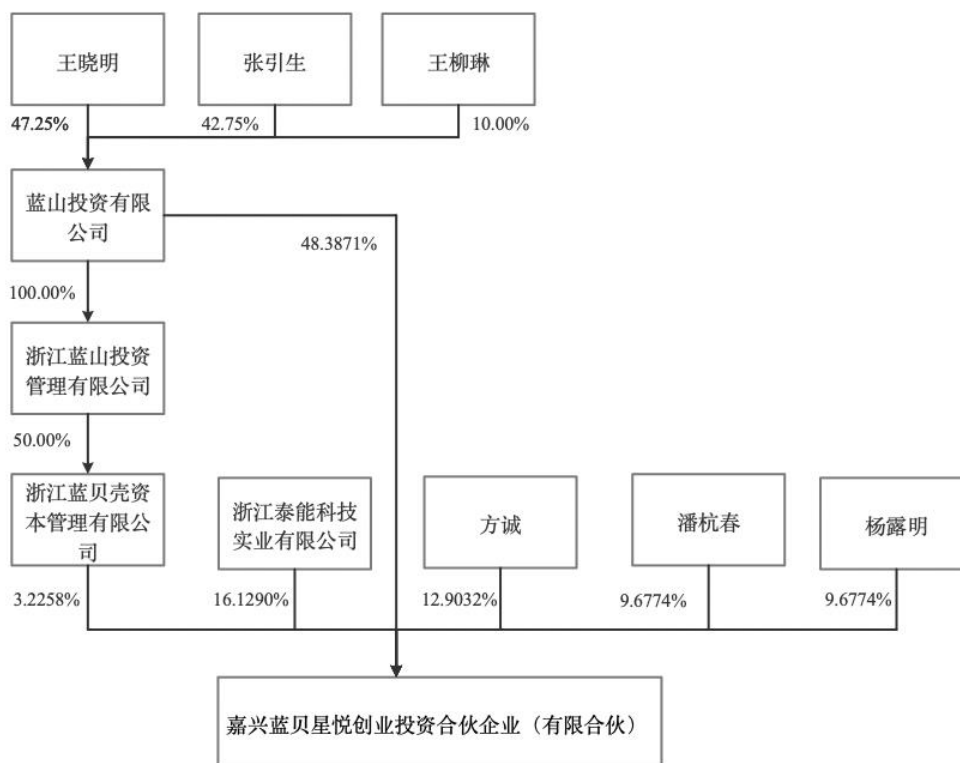 王晓明
张引生
王柳琳
47.25%
42.75%
10.00%
蓝山投资有限
公司
48.3871%
100.00%
浙江蓝山投资
管理有限公司
50.00%
浙江蓝贝壳资
本管理有限公
司
浙江泰能科技
实业有限公司
方诚
潘杭春
杨露明
3.2258%
16.1290%
12.9032%
9.6774%
9.6774%
嘉兴蓝贝星悦创业投资合伙企业（有限合伙）